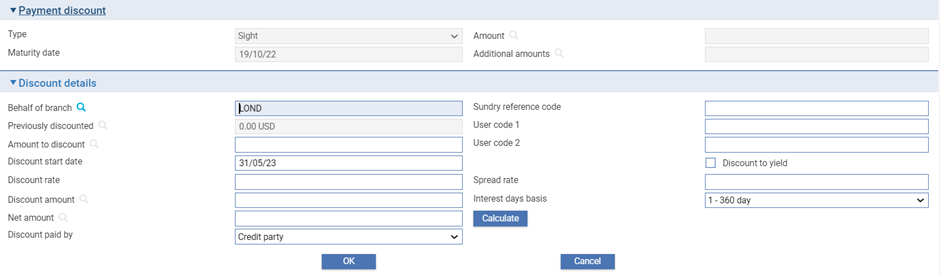 Payment discount
Type Sight Amount
Maturity date 19/10/22 Additional amounts
Discount details
Behalf of branch LOND Sundry reference code
Previously discounted 0.00 USD User code 1
Amount to discount User code 2
Discount start date 31/05/23 Discount to yield
Discount rate Spread rate
Discount amount Interest days basis 1 - 360 day
Net amount Calculate
Discount paid by Credit party
OK Cancel